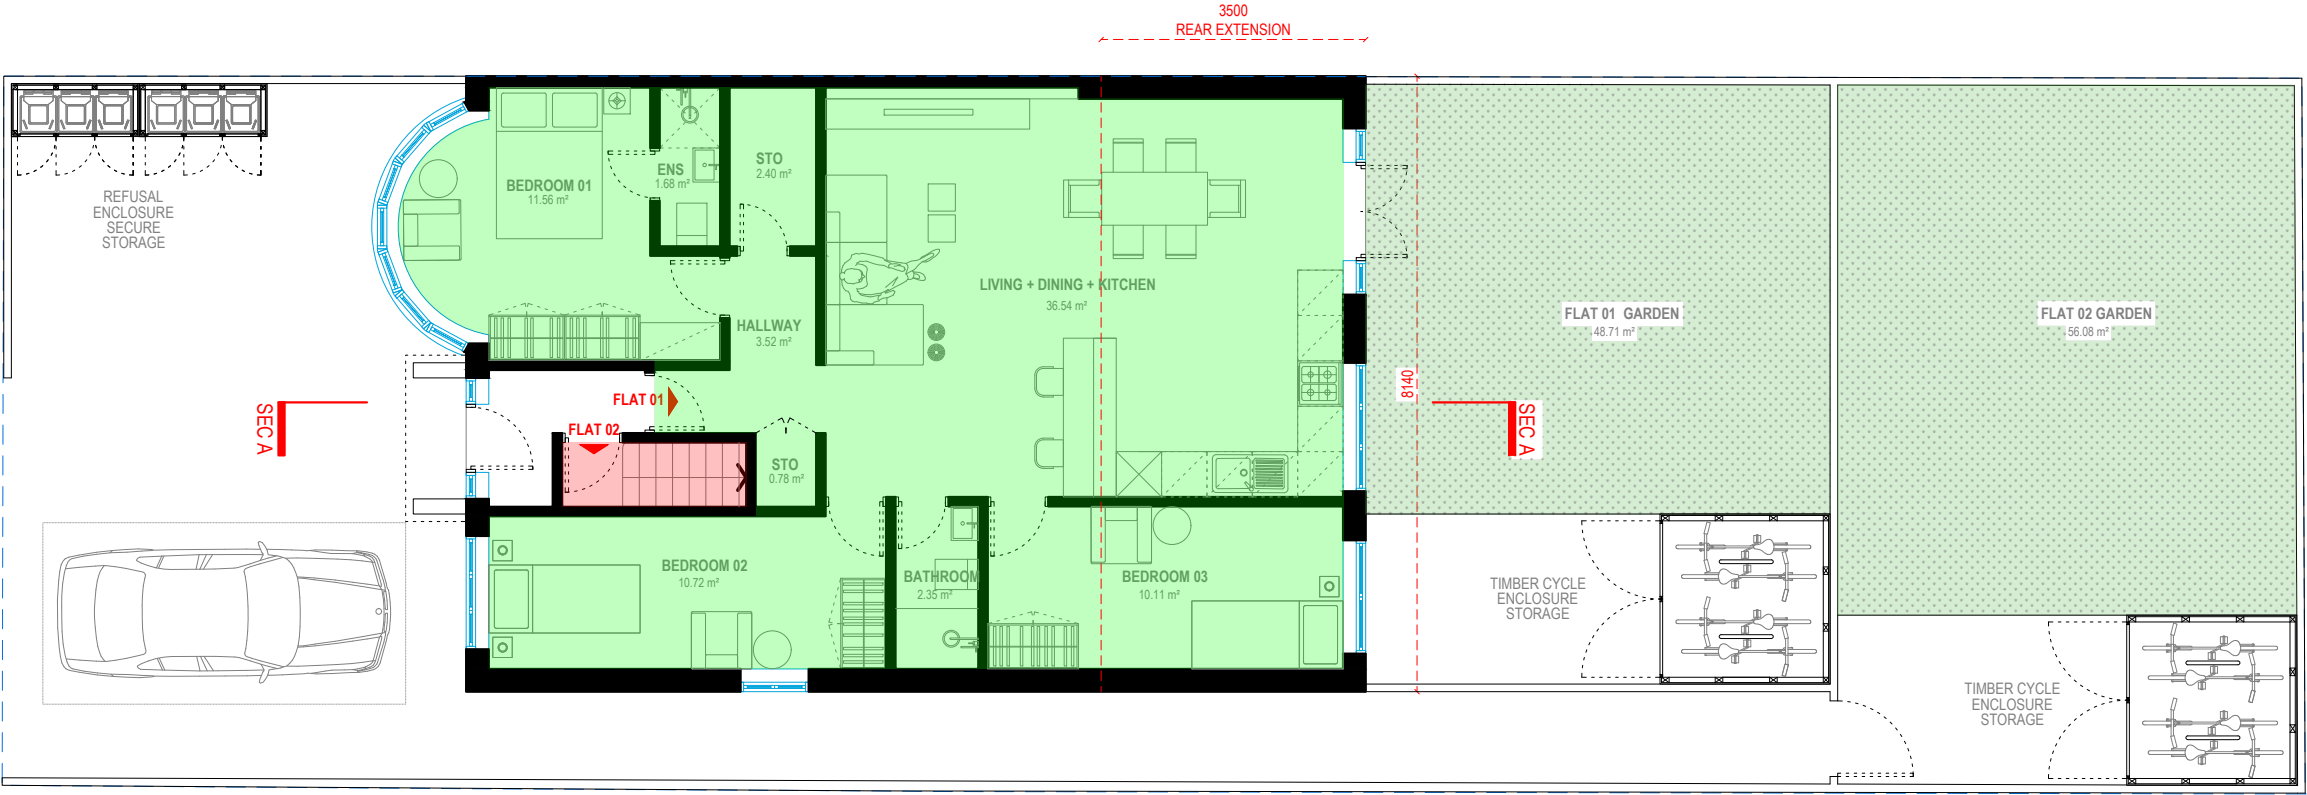 3500
REAR EXTENSION
REFUSAL
ENCLOSURE
SECURE
STORAGE
BEDROOM 01
11.56 m²
ENS
1.68 m²
STO
2.40 m²
HALLWAY
3.52 m²
LIVING + DINING + KITCHEN
36.54 m²
FLAT 01 GARDEN
48.71 m²
FLAT 02 GARDEN
56.08 m²
8140
SEC A
FLAT 01
FLAT 02
SEC A
STO
0.78 m²
BEDROOM 02
10.72 m²
BATHROOM
2.35 m²
BEDROOM 03
10.11 m²
TIMBER CYCLE
ENCLOSURE
STORAGE
TIMBER CYCLE
ENCLOSURE
STORAGE